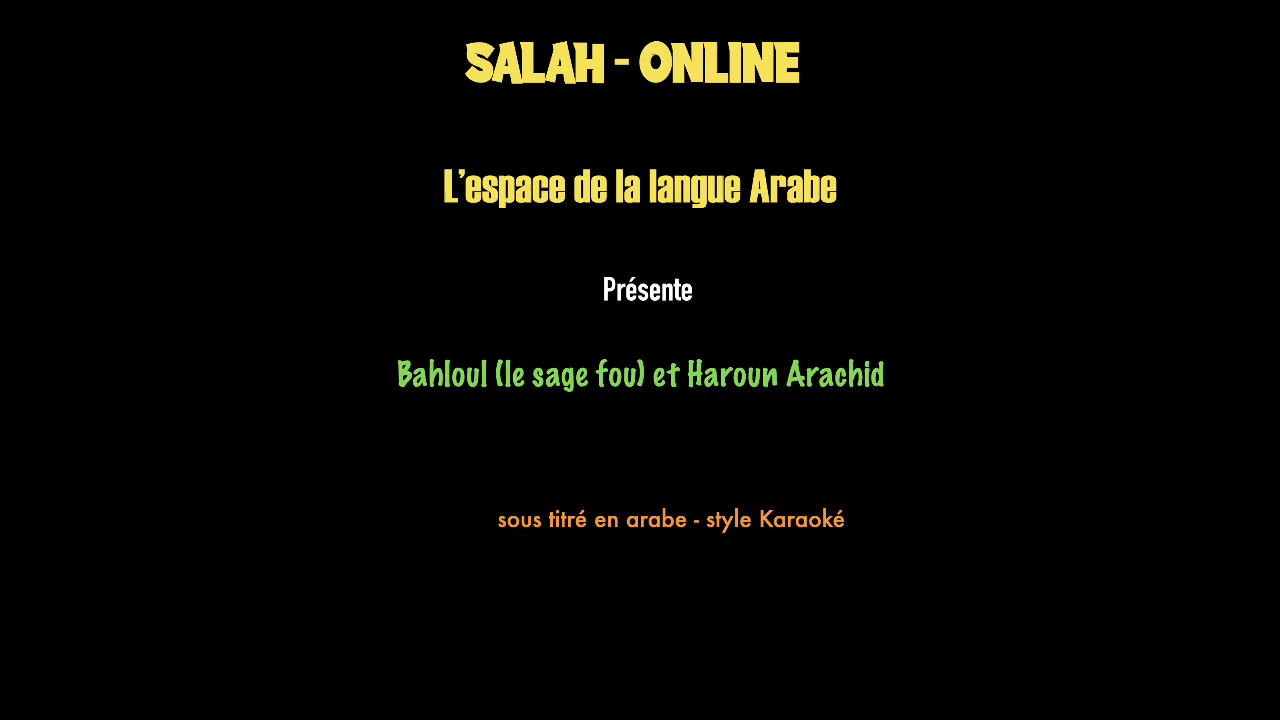 SALAH - ONLINE
L'espace de la langue Arabe
Présente
Bahloul (le sage fou) et Haroun Arachid
sous titré en arabe - style Karaoké